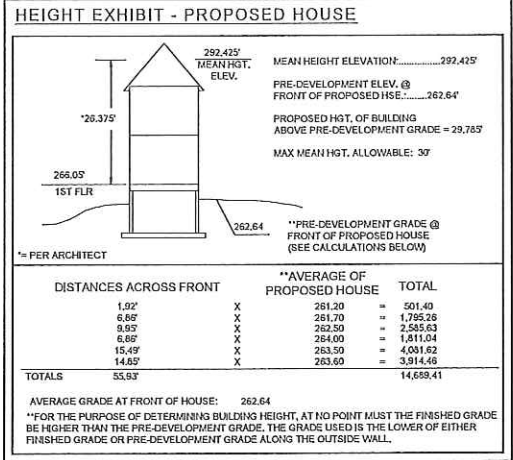 HEIGHT EXHIBIT - PROPOSED HOUSE
292.425'
MEAN HGT.
ELEV.
*26.375'
266.05'
1ST FLR
262.64
*= PER ARCHITECT
MEAN HEIGHT ELEVATION:................292.425'
PRE-DEVELOPMENT ELEV. @
FRONT OF PROPOSED HSE.:.......262.64'
PROPOSED HGT. OF BUILDING
ABOVE PRE-DEVELOPMENT GRADE = 29.785'
MAX MEAN HGT. ALLOWABLE: 30'
**PRE-DEVELOPMENT GRADE @
FRONT OF PROPOSED HOUSE
(SEE CALCULATIONS BELOW)
DISTANCES ACROSS FRONT **AVERAGE OF PROPOSED HOUSE TOTAL
1.92' X 261.20 = 501.40
6.86' X 261.70 = 1,795.26
9.95' X 262.50 = 2,585.63
6.86' X 264.00 = 1,811.04
15.49' X 263.50 = 4,081.62
14.85' X 263.60 = 3,914.46
TOTALS 55.93' 14,689.41
AVERAGE GRADE AT FRONT OF HOUSE: 262.64
**FOR THE PURPOSE OF DETERMINING BUILDING HEIGHT, AT NO POINT MUST THE FINISHED GRADE
BE HIGHER THAN THE PRE-DEVELOPMENT GRADE. THE GRADE USED IS THE LOWER OF EITHER
FINISHED GRADE OR PRE-DEVELOPMENT GRADE ALONG THE OUTSIDE WALL.